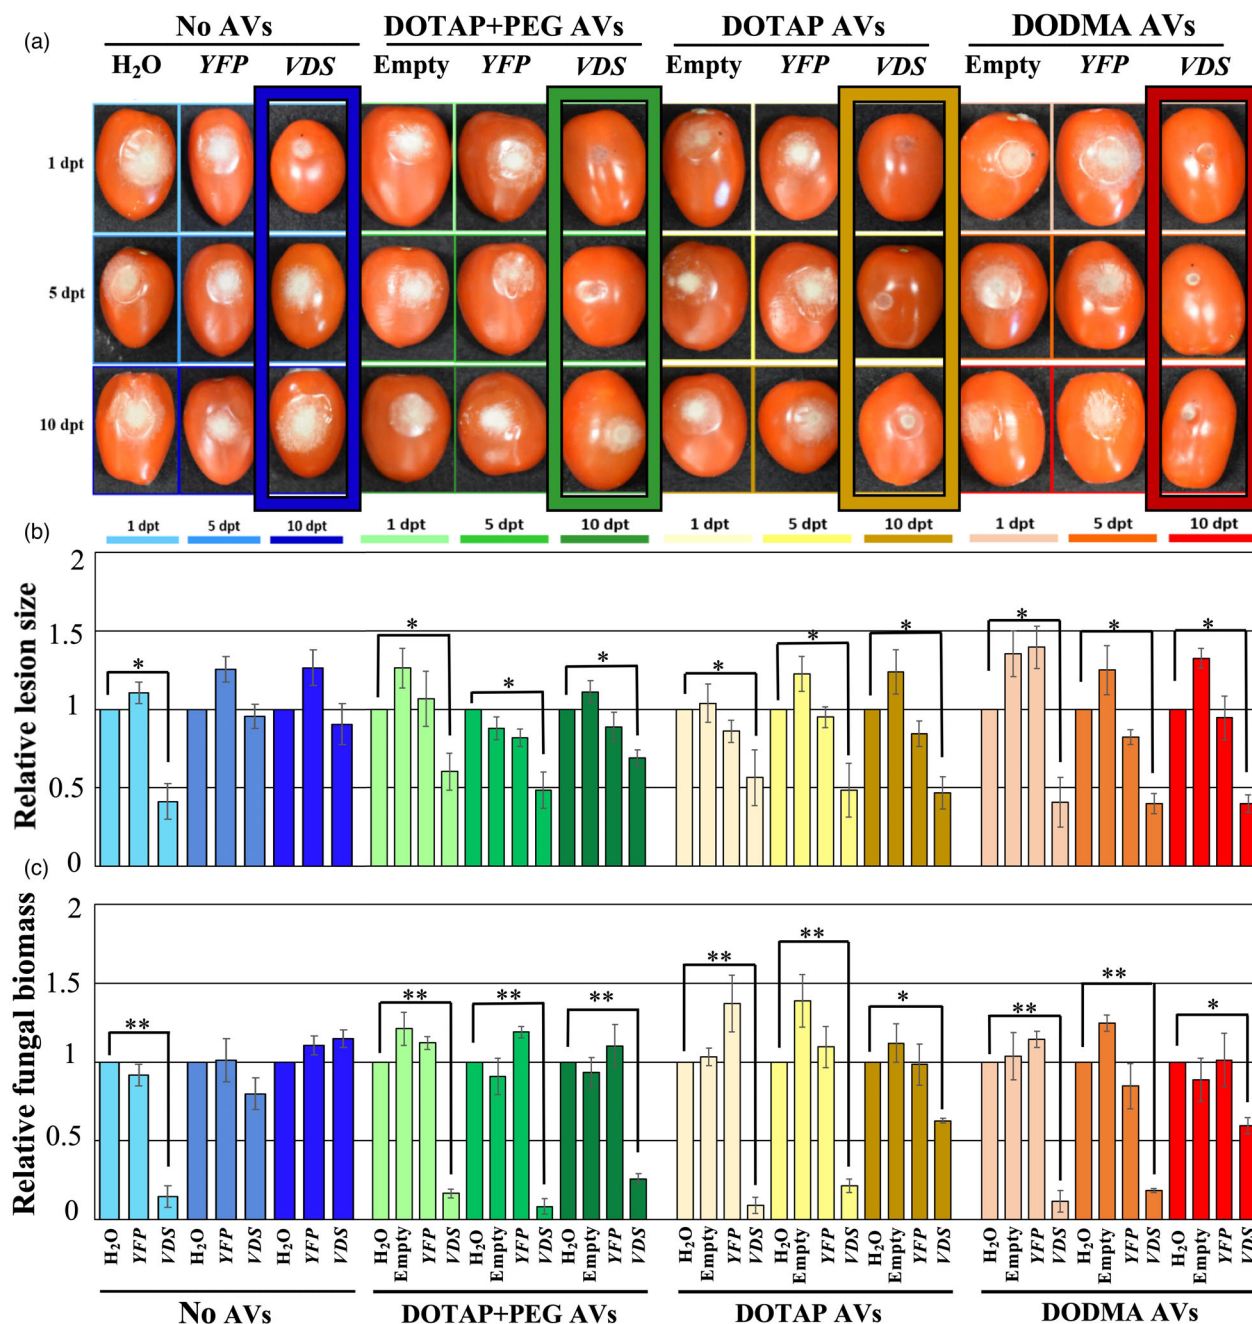 (a)
No AVs DOTAP+PEG AVs DOTAP AVs DODMA AVs
H₂O YFP VDS Empty YFP VDS Empty YFP VDS Empty YFP VDS
1 dpt
5 dpt
10 dpt
(b)
1 dpt 5 dpt 10 dpt 1 dpt 5 dpt 10 dpt 1 dpt 5 dpt 10 dpt 1 dpt 5 dpt 10 dpt
Relative lesion size
2
1.5
1
0.5
0
* * * * * * * * * *
(c)
Relative fungal biomass
2
1.5
1
0.5
0
** ** ** ** ** ** * ** ** *
H₂O YFP VDS H₂O YFP VDS H₂O YFP VDS H₂O Empty YFP VDS H₂O Empty YFP VDS H₂O Empty YFP VDS H₂O Empty YFP VDS H₂O Empty YFP VDS H₂O Empty YFP VDS H₂O Empty YFP VDS H₂O Empty YFP VDS H₂O Empty YFP VDS
No AVs DOTAP+PEG AVs DOTAP AVs DODMA AVs